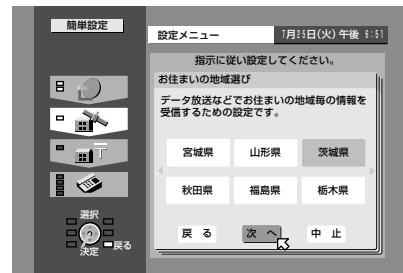 簡単設定
設定メニュー
7月25日(火) 午後 6:51
指示に従い設定してください。
お住まいの地域選び
データ放送などでお住まいの地域毎の情報を
受信するための設定です。
宮城県 山形県 茨城県
秋田県 福島県 栃木県
戻る 次へ 中止
選択
戻る
決定